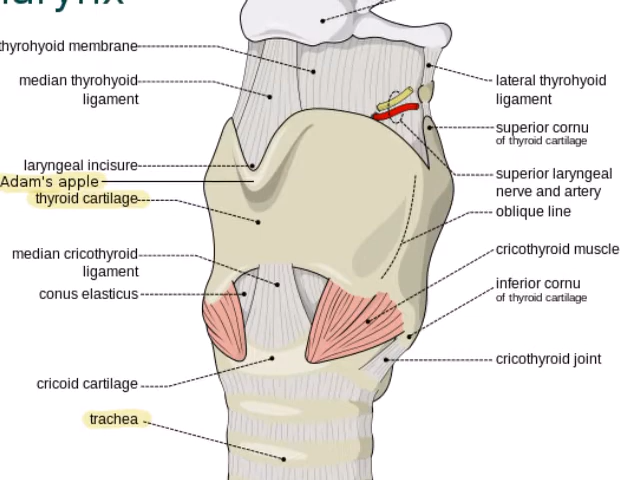 larynx
thyrohyoid membrane
median thyrohyoid
ligament
laryngeal incisure
Adam's apple
thyroid cartilage
median cricothyroid
ligament
conus elasticus
cricoid cartilage
trachea
lateral thyrohyoid
ligament
superior cornu
of thyroid cartilage
superior laryngeal
nerve and artery
oblique line
cricothyroid muscle
inferior cornu
of thyroid cartilage
cricothyroid joint